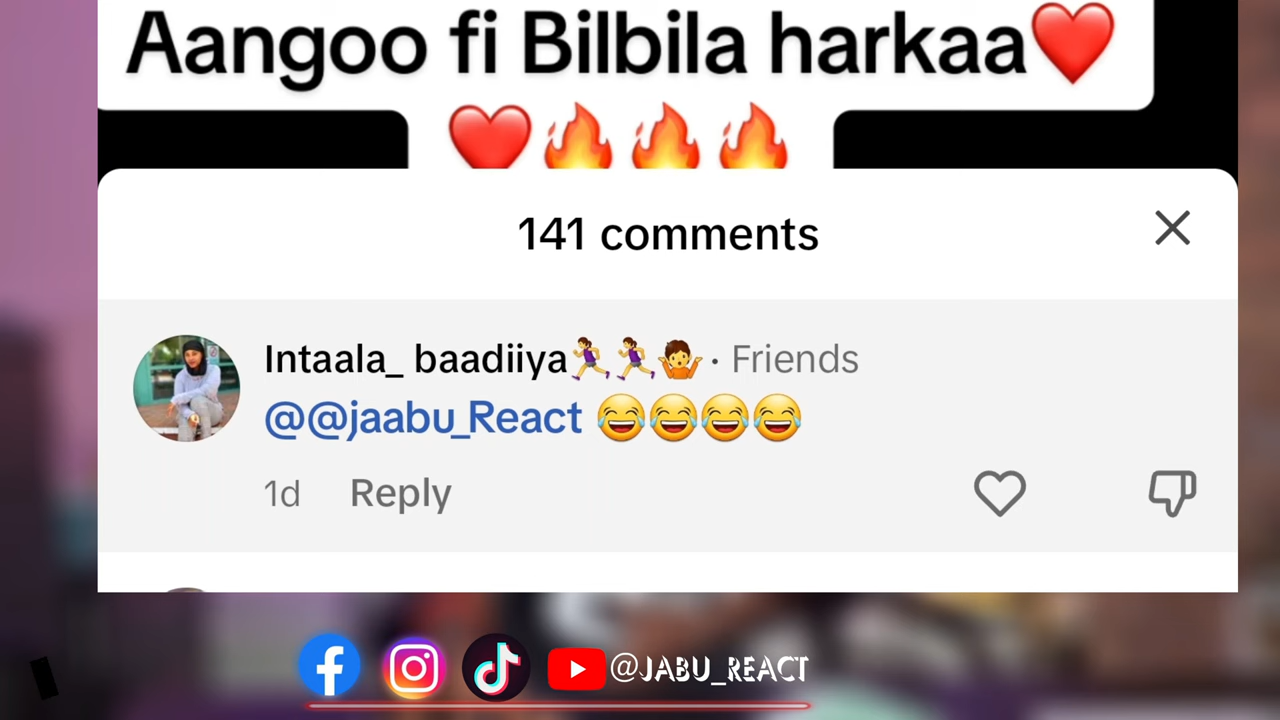 Aangoo fi Bilbila harkaa❤️
❤️🔥🔥🔥
141 comments
Intaala_ baadiiya🏃‍♀️🏃‍♀️🤷 · Friends
@@jaabu_React 😂😂😂😂
1d Reply
@JABU_REACT